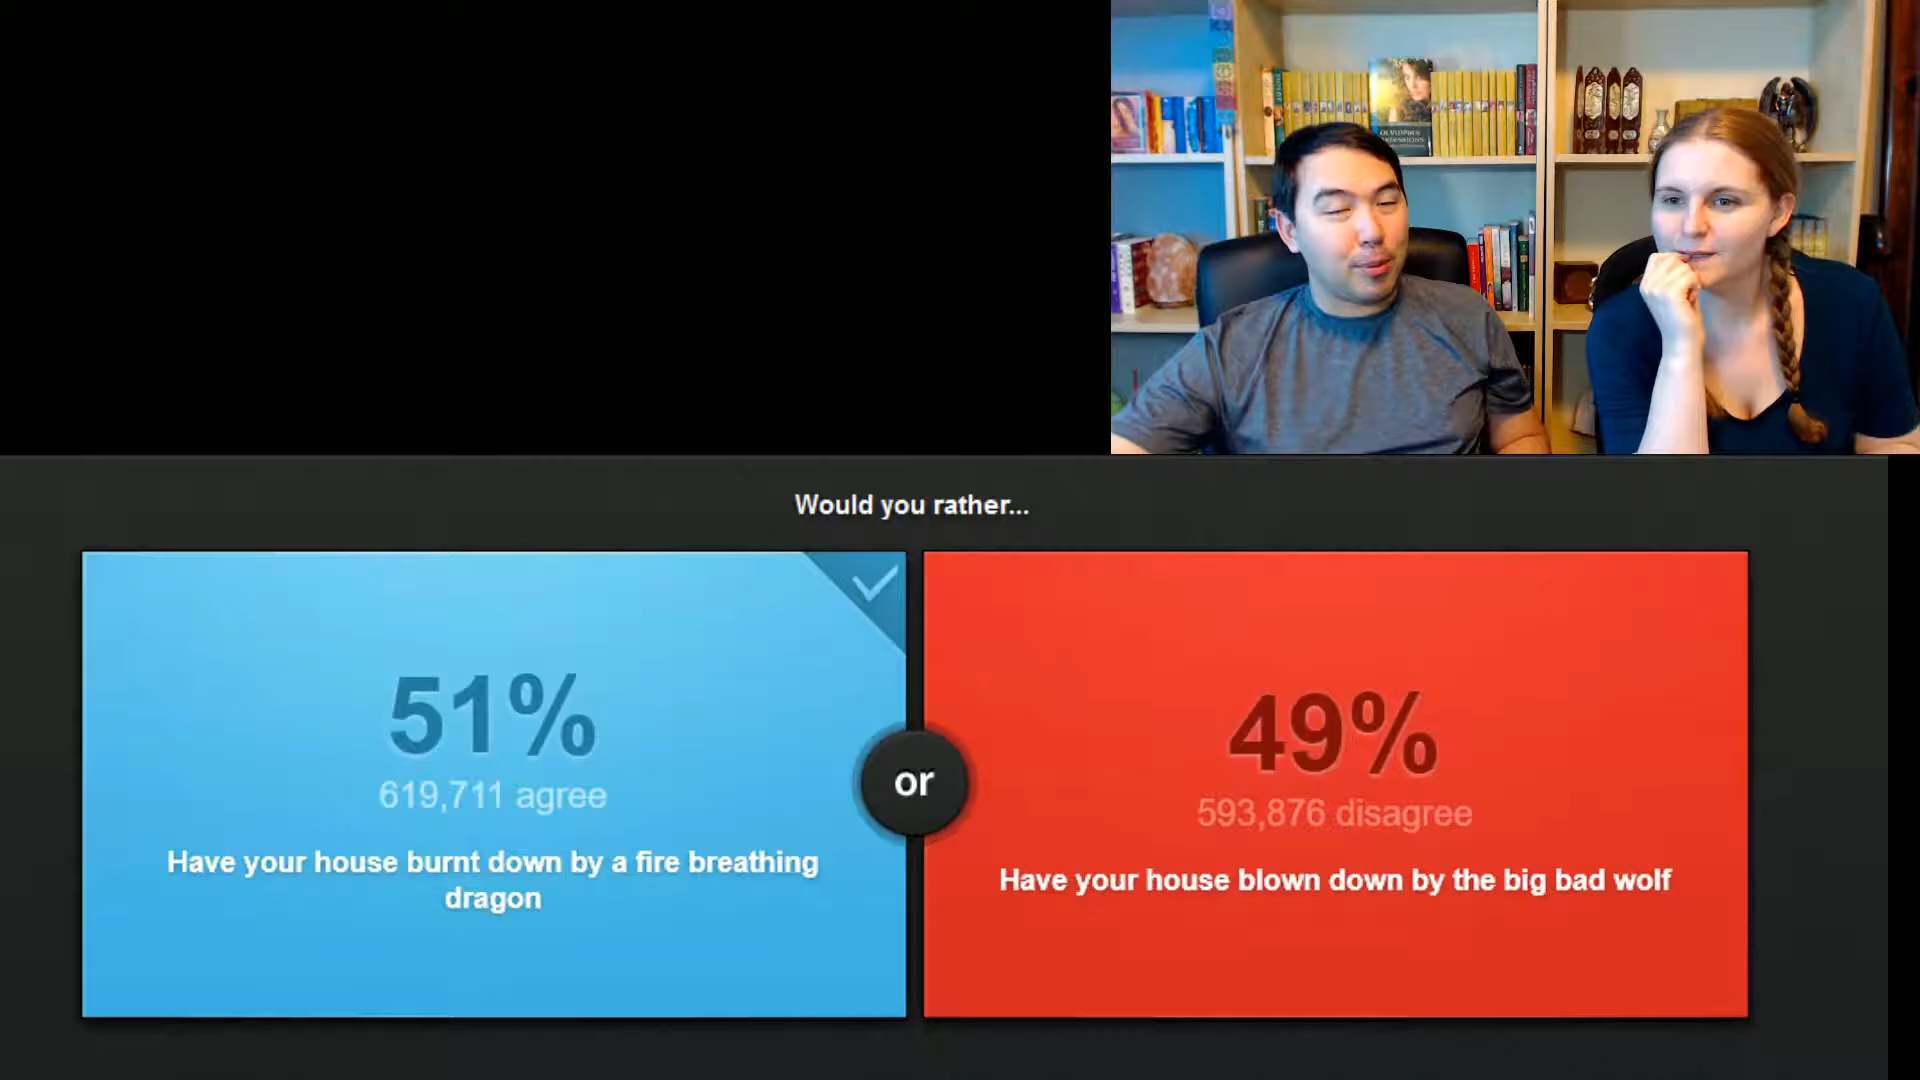 Would you rather...
51%
619,711 agree
Have your house burnt down by a fire breathing
dragon
or
49%
593,876 disagree
Have your house blown down by the big bad wolf